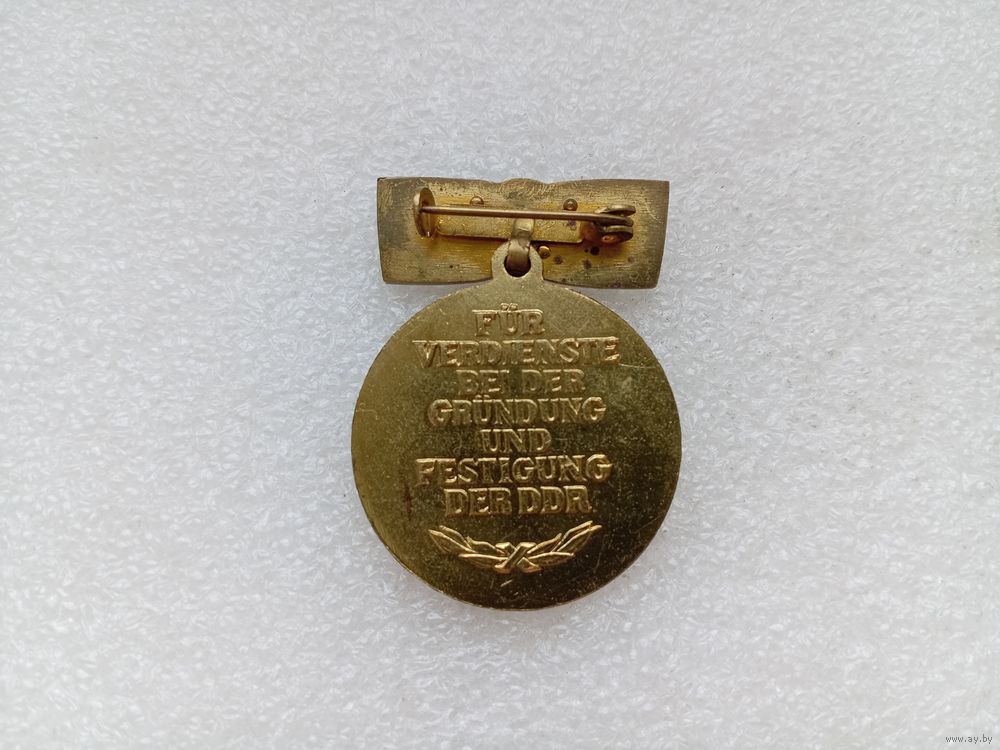 FÜR
VERDIENSTE
BEI DER
GRÜNDUNG
UND
FESTIGUNG
DER DDR
www.ay.by